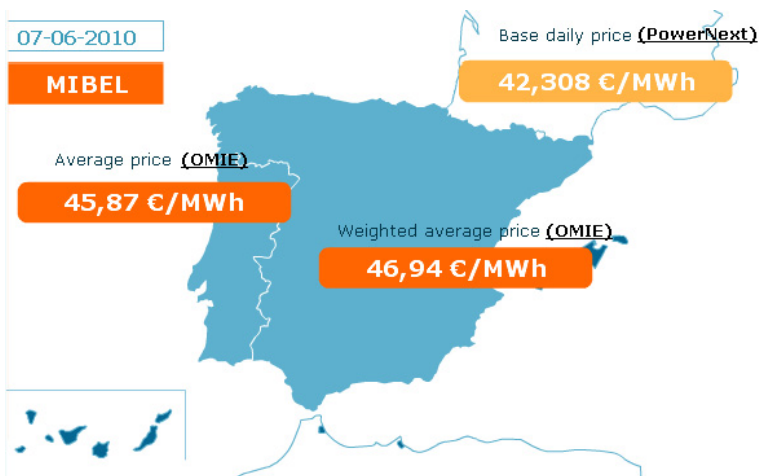 07-06-2010
Base daily price (PowerNext)
MIBEL
42,308 €/MWh
Average price (OMIE)
45,87 €/MWh
Weighted average price (OMIE)
46,94 €/MWh